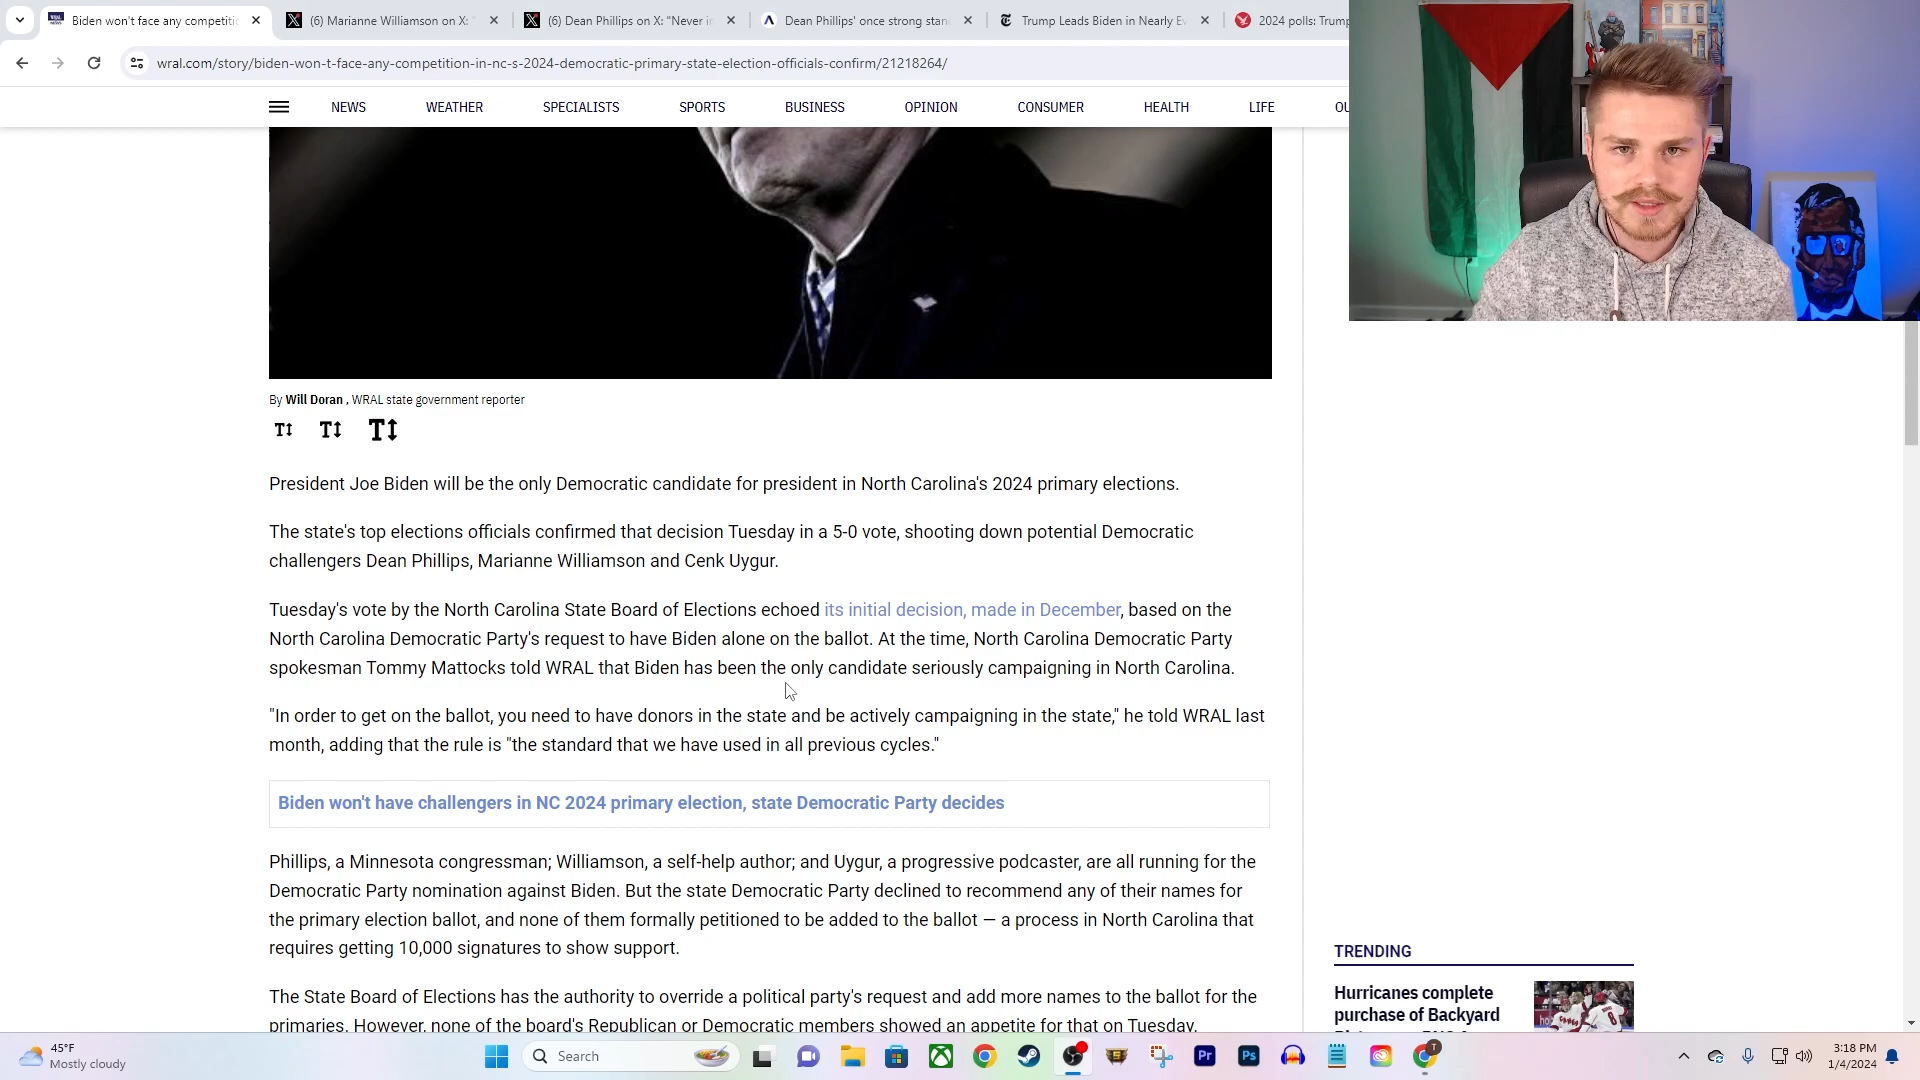 Biden won't face any competitic
(6) Marianne Williamson on X: "
(6) Dean Phillips on X: "Never in
Dean Phillips' once strong stan
Trump Leads Biden in Nearly Ev
2024 polls: Trump
wral.com/story/biden-won-t-face-any-competition-in-nc-s-2024-democratic-primary-state-election-officials-confirm/21218264/
NEWS WEATHER SPECIALISTS SPORTS BUSINESS OPINION CONSUMER HEALTH LIFE OU
By Will Doran , WRAL state government reporter
T T T
President Joe Biden will be the only Democratic candidate for president in North Carolina's 2024 primary elections.
The state's top elections officials confirmed that decision Tuesday in a 5-0 vote, shooting down potential Democratic
challengers Dean Phillips, Marianne Williamson and Cenk Uygur.
Tuesday's vote by the North Carolina State Board of Elections echoed its initial decision, made in December, based on the
North Carolina Democratic Party's request to have Biden alone on the ballot. At the time, North Carolina Democratic Party
spokesman Tommy Mattocks told WRAL that Biden has been the only candidate seriously campaigning in North Carolina.
"In order to get on the ballot, you need to have donors in the state and be actively campaigning in the state," he told WRAL last
month, adding that the rule is "the standard that we have used in all previous cycles."
Biden won't have challengers in NC 2024 primary election, state Democratic Party decides
Phillips, a Minnesota congressman; Williamson, a self-help author; and Uygur, a progressive podcaster, are all running for the
Democratic Party nomination against Biden. But the state Democratic Party declined to recommend any of their names for
the primary election ballot, and none of them formally petitioned to be added to the ballot — a process in North Carolina that
requires getting 10,000 signatures to show support.
The State Board of Elections has the authority to override a political party's request and add more names to the ballot for the
primaries. However, none of the board's Republican or Democratic members showed an appetite for that on Tuesday.
TRENDING
Hurricanes complete
purchase of Backyard
45°F
Mostly cloudy
Search
Pr
Ps
T
3:18 PM
1/4/2024